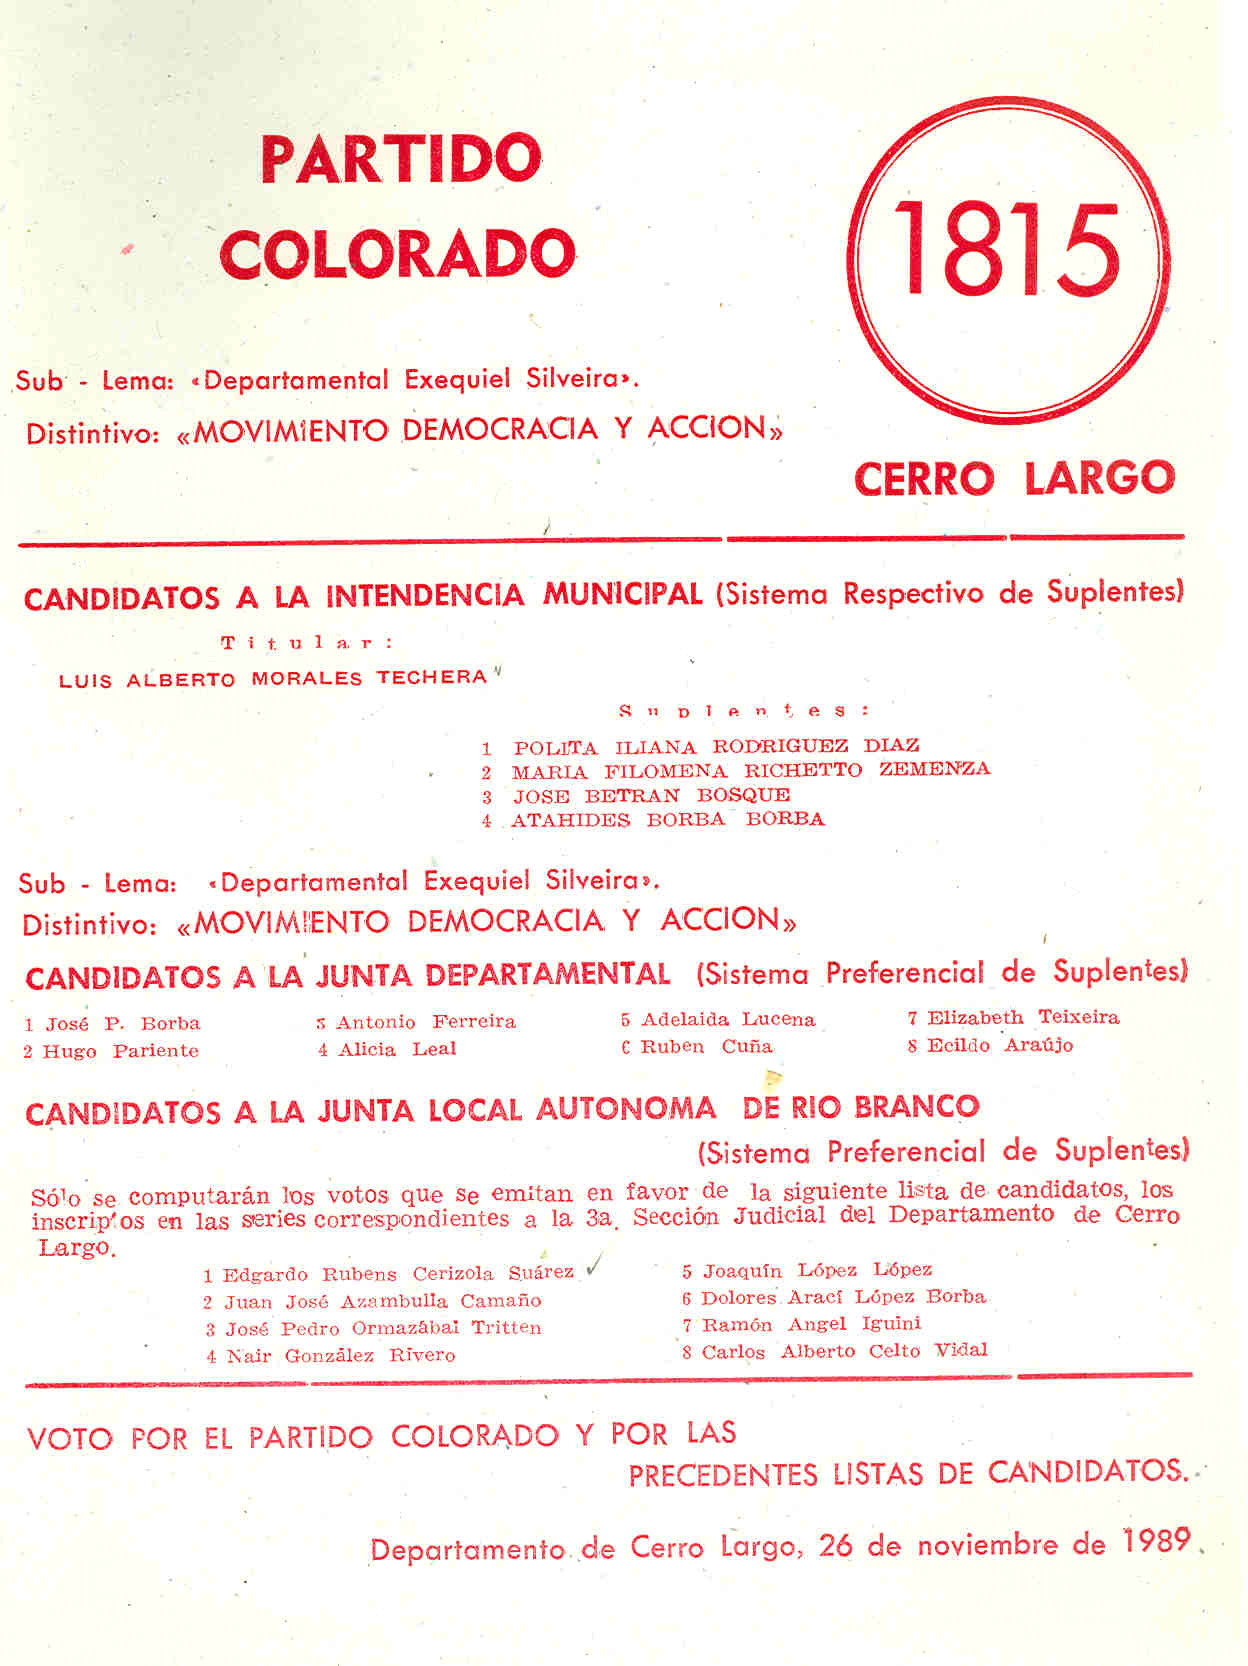 PARTIDO
COLORADO
1815
Sub - Lema: «Departamental Exequiel Silveira».
Distintivo: «MOVIMIENTO DEMOCRACIA Y ACCION»
CERRO LARGO
CANDIDATOS A LA INTENDENCIA MUNICIPAL (Sistema Respectivo de Suplentes)
Titular:
LUIS ALBERTO MORALES TECHERA
Suplentes:
1 POLITA ILIANA RODRIGUEZ DIAZ
2 MARIA FILOMENA RICHETTO ZEMENZA
3 JOSE BETRAN BOSQUE
4 ATAHIDES BORBA BORBA
Sub - Lema: «Departamental Exequiel Silveira».
Distintivo: «MOVIMIENTO DEMOCRACIA Y ACCION»
CANDIDATOS A LA JUNTA DEPARTAMENTAL (Sistema Preferencial de Suplentes)
1 José P. Borba 3 Antonio Ferreira 5 Adelaida Lucena 7 Elizabeth Teixeira
2 Hugo Pariente 4 Alicia Leal 6 Ruben Cuña 8 Ecildo Araújo
CANDIDATOS A LA JUNTA LOCAL AUTONOMA DE RIO BRANCO
(Sistema Preferencial de Suplentes)
Sólo se computarán los votos que se emitan en favor de la siguiente lista de candidatos, los
inscriptos en las series correspondientes a la 3a. Sección Judicial del Departamento de Cerro
Largo.
1 Edgardo Rubens Cerizola Suárez 5 Joaquín López López
2 Juan José Azambulla Camaño 6 Dolores Aracî López Borba
3 José Pedro Ormazábal Tritten 7 Ramón Angel Iguini
4 Nair González Rivero 8 Carlos Alberto Celto Vidal
VOTO POR EL PARTIDO COLORADO Y POR LAS
PRECEDENTES LISTAS DE CANDIDATOS.
Departamento de Cerro Largo, 26 de noviembre de 1989